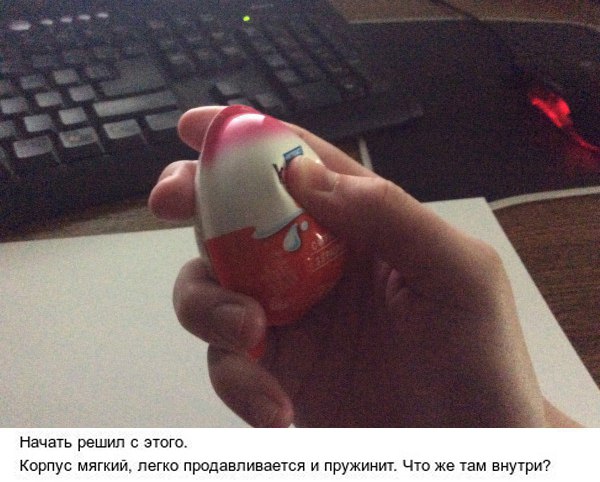 Начать решил с этого.
Корпус мягкий, легко продавливается и пружинит. Что же там внутри?